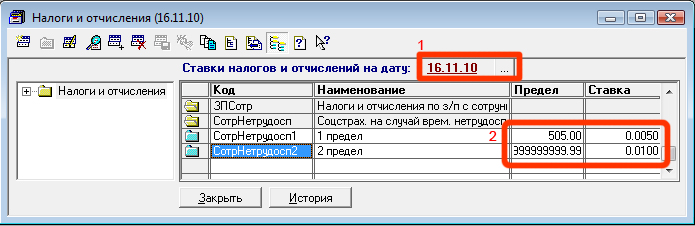 Налоги и отчисления (16.11.10)
1
Ставки налогов и отчислений на дату: 16.11.10 ...
Налоги и отчисления
Код Наименование Предел Ставка
ЗПСотр Налоги и отчисления по з/п с сотрун
СотрНетрудосп Соцстрах. на случай врем. нетрудосп
СотрНетрудосп1 1 предел 2 505.00 0.0050
СотрНетрудосп2 2 предел 999999999.99 0.0100
Закрыть История